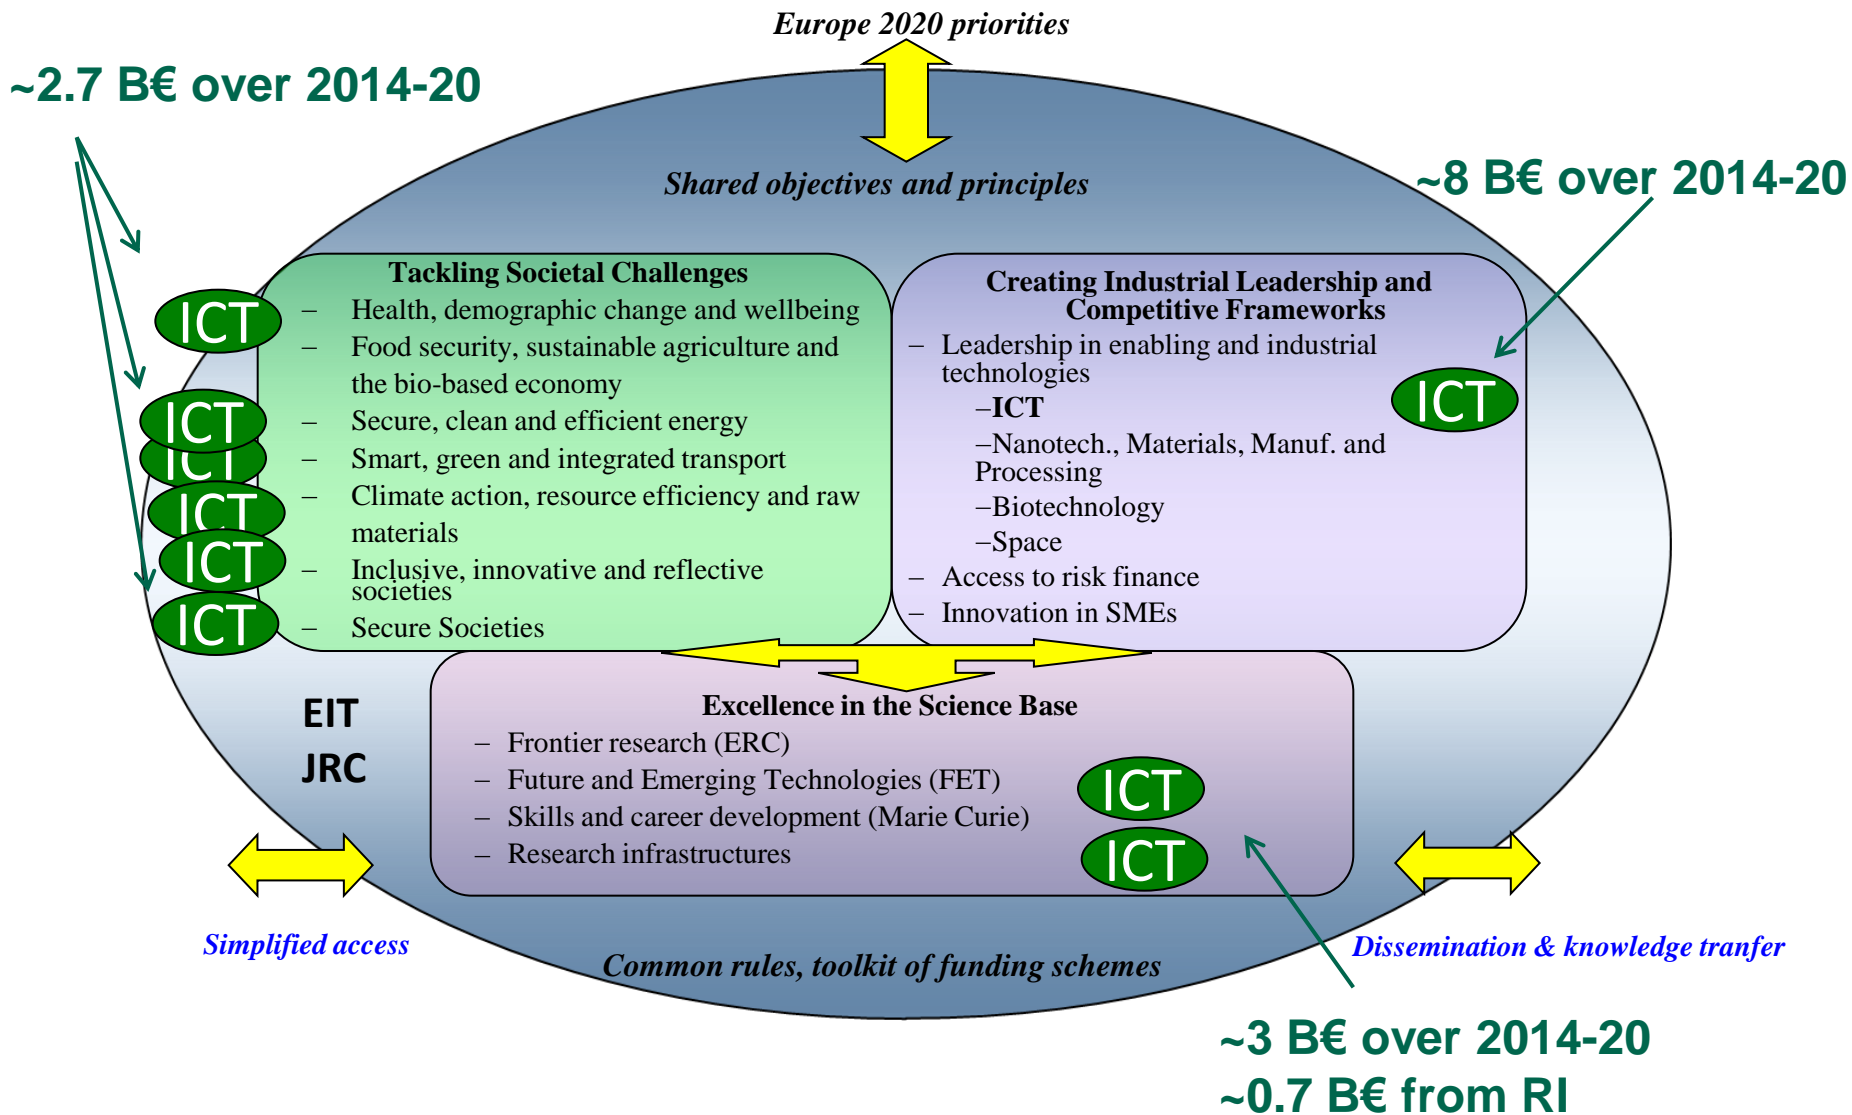 Europe 2020 priorities
~2.7 B€ over 2014-20
Shared objectives and principles
~8 B€ over 2014-20
Tackling Societal Challenges
– Health, demographic change and wellbeing
– Food security, sustainable agriculture and
the bio-based economy
– Secure, clean and efficient energy
– Smart, green and integrated transport
– Climate action, resource efficiency and raw
materials
– Inclusive, innovative and reflective
societies
– Secure Societies
ICT
ICT
ICT
ICT
ICT
ICT
Creating Industrial Leadership and
Competitive Frameworks
– Leadership in enabling and industrial
technologies
–ICT
–Nanotech., Materials, Manuf. and
Processing
–Biotechnology
–Space
– Access to risk finance
– Innovation in SMEs
ICT
EIT
JRC
Excellence in the Science Base
– Frontier research (ERC)
– Future and Emerging Technologies (FET)
– Skills and career development (Marie Curie)
– Research infrastructures
ICT
ICT
Simplified access
Common rules, toolkit of funding schemes
Dissemination & knowledge tranfer
~3 B€ over 2014-20
~0.7 B€ from RI